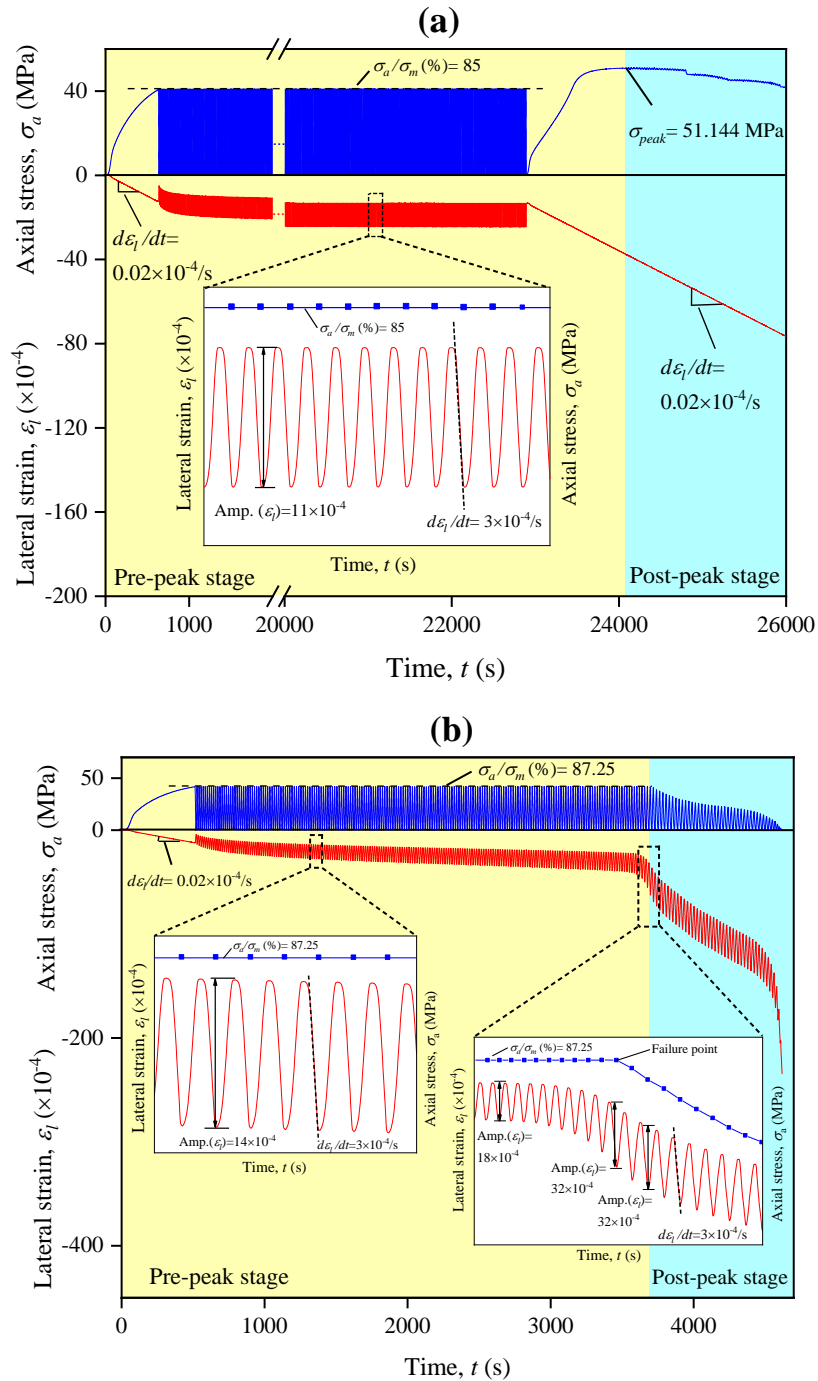 (a)
σa/σm(%)= 85
σpeak= 51.144 MPa
dεl/dt=
0.02×10-4/s
Axial stress, σa (MPa)
Lateral strain, εl (×10-4)
40
0
-40
-80
-120
-160
-200
σa/σm(%)= 85
Lateral strain, εl (×10-4)
Axial stress, σa (MPa)
Amp. (εl)=11×10-4
dεl/dt= 3×10-4/s
Time, t (s)
dεl/dt=
0.02×10-4/s
Pre-peak stage
Post-peak stage
0
1000
20000
22000
24000
26000
Time, t (s)
(b)
σa/σm(%)= 87.25
Axial stress, σa (MPa)
Lateral strain, εl (×10-4)
50
0
-200
-400
dεl/dt= 0.02×10-4/s
σa/σm(%)= 87.25
Lateral strain, εl (×10-4)
Axial stress, σa (MPa)
Amp.(εl)=14×10-4
dεl/dt=3×10-4/s
Time, t (s)
σa/σm(%)= 87.25
Failure point
Lateral strain, εl (×10-4)
Axial stress, σa (MPa)
Amp.(εl)=
18×10-4
Amp.(εl)=
32×10-4
Amp.(εl)=
32×10-4
dεl/dt=3×10-4/s
Time, t (s)
Pre-peak stage
Post-peak stage
0
1000
2000
3000
4000
Time, t (s)